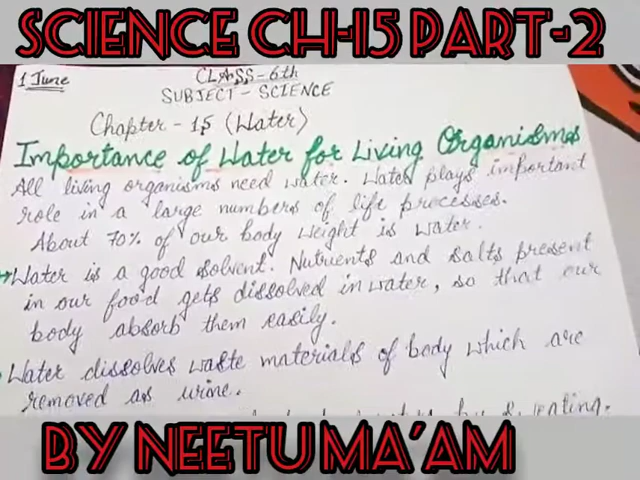 SCIENCE CH-15 PART-2
1 June
CLASS-6th
SUBJECT-SCIENCE
Chapter-15 (Water)
Importance of Water for Living Organisms
All living organisms need water. Water plays important
role in a large numbers of life processes.
About 70% of our body weight is water.
→Water is a good solvent. Nutrients and salts present
in our food gets dissolved in water, so that our
body absorb them easily.
Water dissolves waste materials of body which are
removed as urine.
by
BY NEETU MA'AM